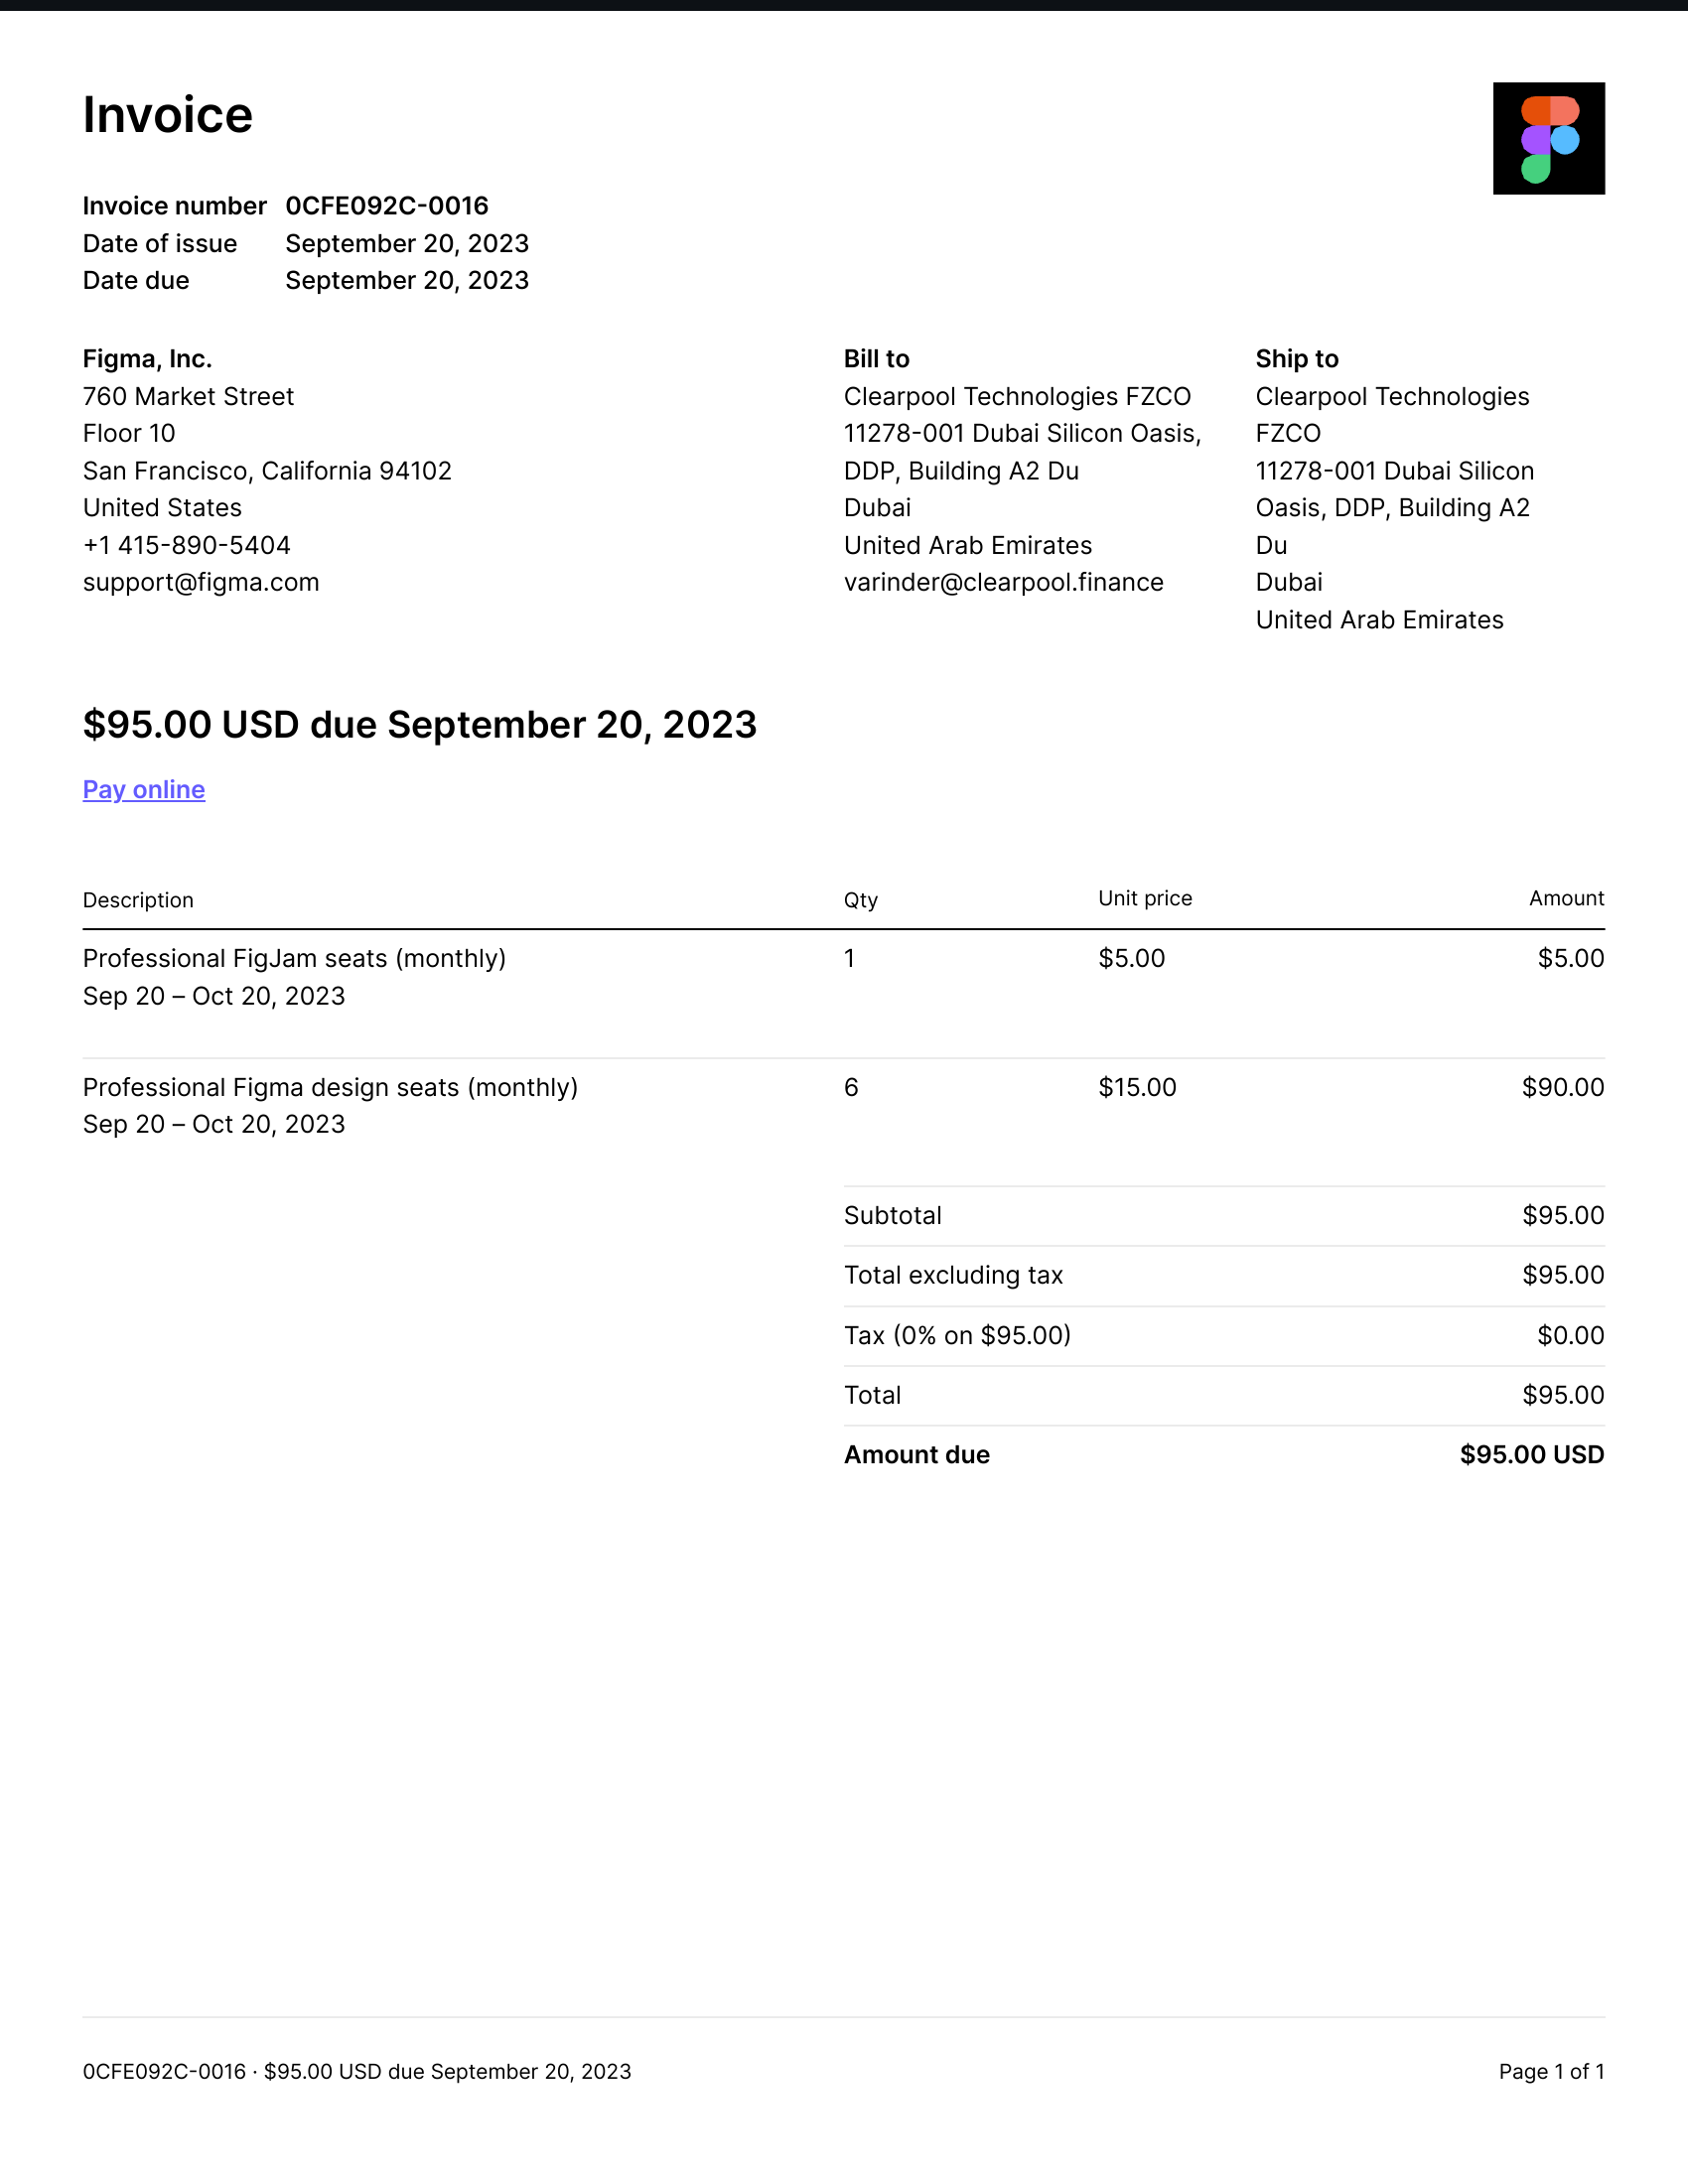 Invoice
Invoice number 0CFE092C-0016
Date of issue September 20, 2023
Date due September 20, 2023
Figma, Inc.
760 Market Street
Floor 10
San Francisco, California 94102
United States
+1 415-890-5404
support@figma.com
Bill to
Clearpool Technologies FZCO
11278-001 Dubai Silicon Oasis,
DDP, Building A2 Du
Dubai
United Arab Emirates
varinder@clearpool.finance
Ship to
Clearpool Technologies
FZCO
11278-001 Dubai Silicon
Oasis, DDP, Building A2
Du
Dubai
United Arab Emirates
$95.00 USD due September 20, 2023
Pay online
Description Qty Unit price Amount
Professional FigJam seats (monthly) 1 $5.00 $5.00
Sep 20 – Oct 20, 2023
Professional Figma design seats (monthly) 6 $15.00 $90.00
Sep 20 – Oct 20, 2023
Subtotal $95.00
Total excluding tax $95.00
Tax (0% on $95.00) $0.00
Total $95.00
Amount due $95.00 USD
0CFE092C-0016 · $95.00 USD due September 20, 2023 Page 1 of 1